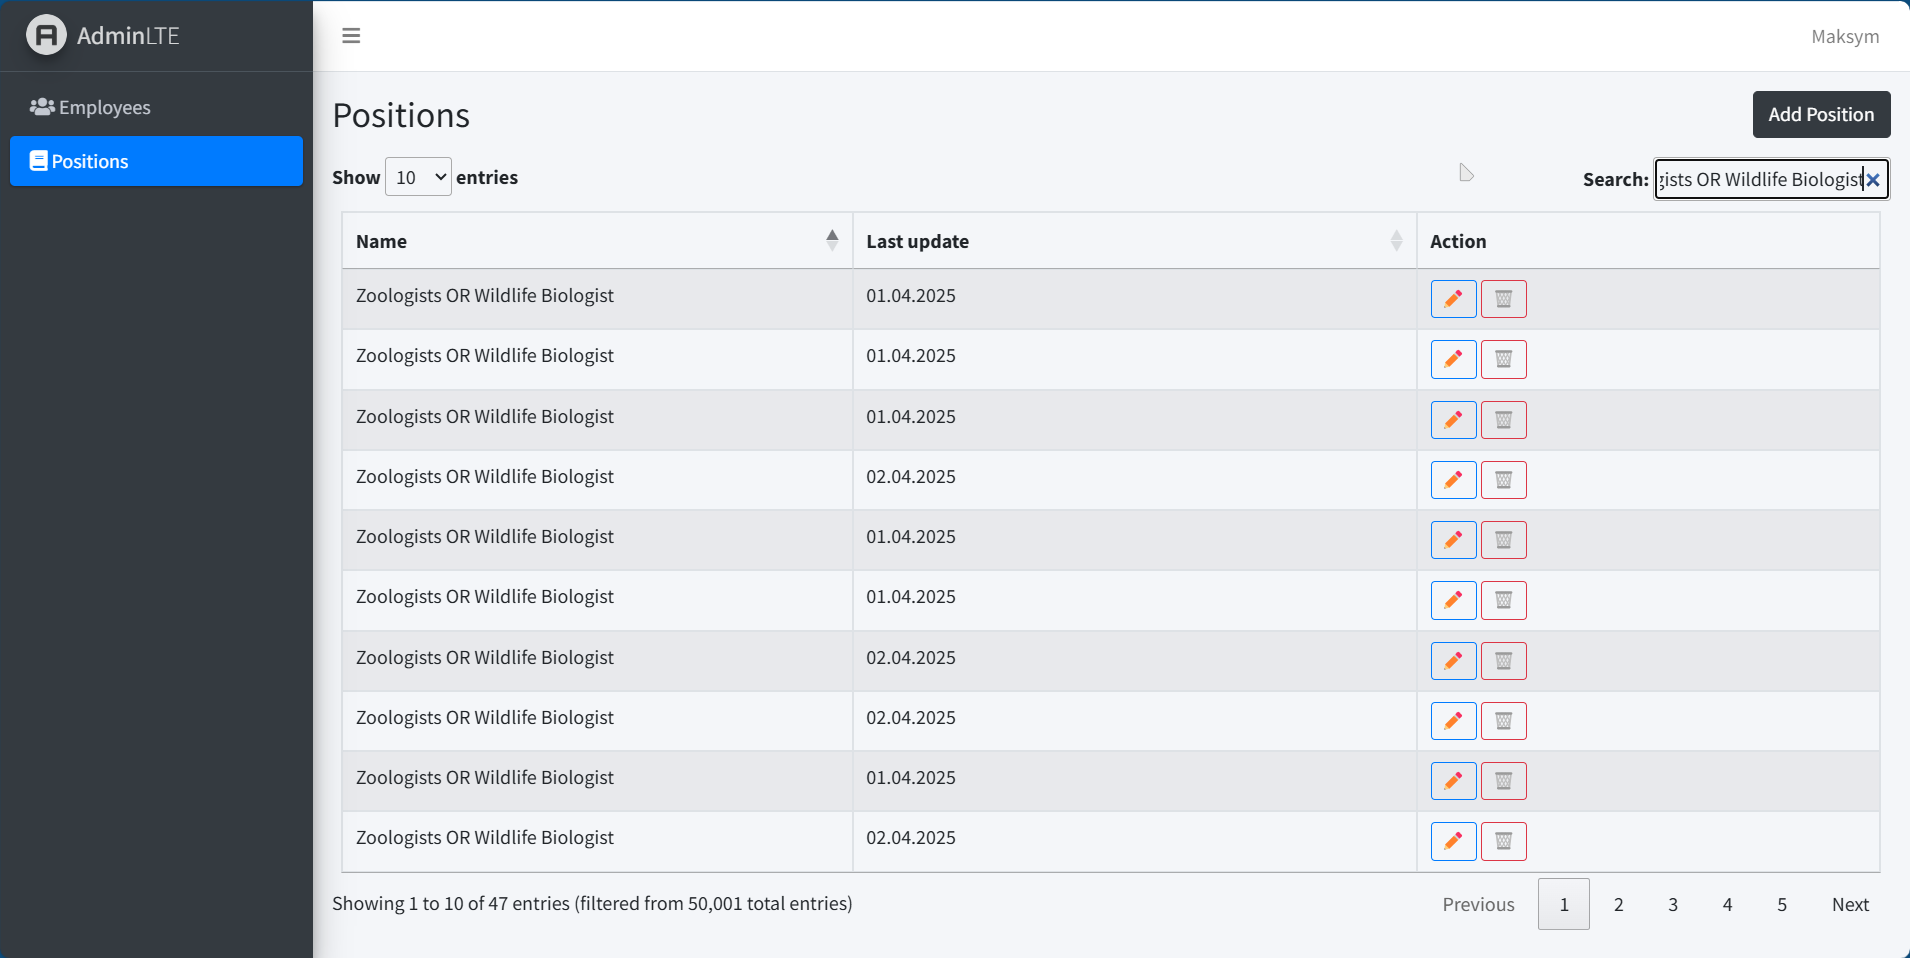 AdminLTE
Maksym
Employees
Positions
Positions
Add Position
Show 10 entries
Search: gists OR Wildlife Biologist
Name Last update Action
Zoologists OR Wildlife Biologist 01.04.2025
Zoologists OR Wildlife Biologist 01.04.2025
Zoologists OR Wildlife Biologist 01.04.2025
Zoologists OR Wildlife Biologist 02.04.2025
Zoologists OR Wildlife Biologist 01.04.2025
Zoologists OR Wildlife Biologist 01.04.2025
Zoologists OR Wildlife Biologist 02.04.2025
Zoologists OR Wildlife Biologist 02.04.2025
Zoologists OR Wildlife Biologist 01.04.2025
Zoologists OR Wildlife Biologist 02.04.2025
Showing 1 to 10 of 47 entries (filtered from 50,001 total entries)
Previous 1 2 3 4 5 Next